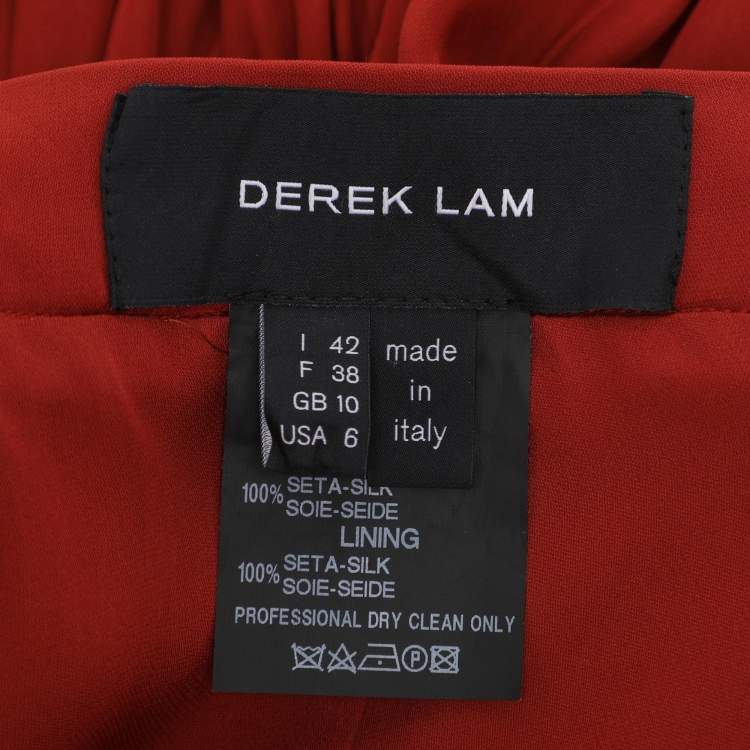 DEREK LAM
I 42
F 38
GB 10
USA 6
made
in
italy
100% SETA-SILK
SOIE-SEIDE
LINING
100% SETA-SILK
SOIE-SEIDE
PROFESSIONAL DRY CLEAN ONLY
P